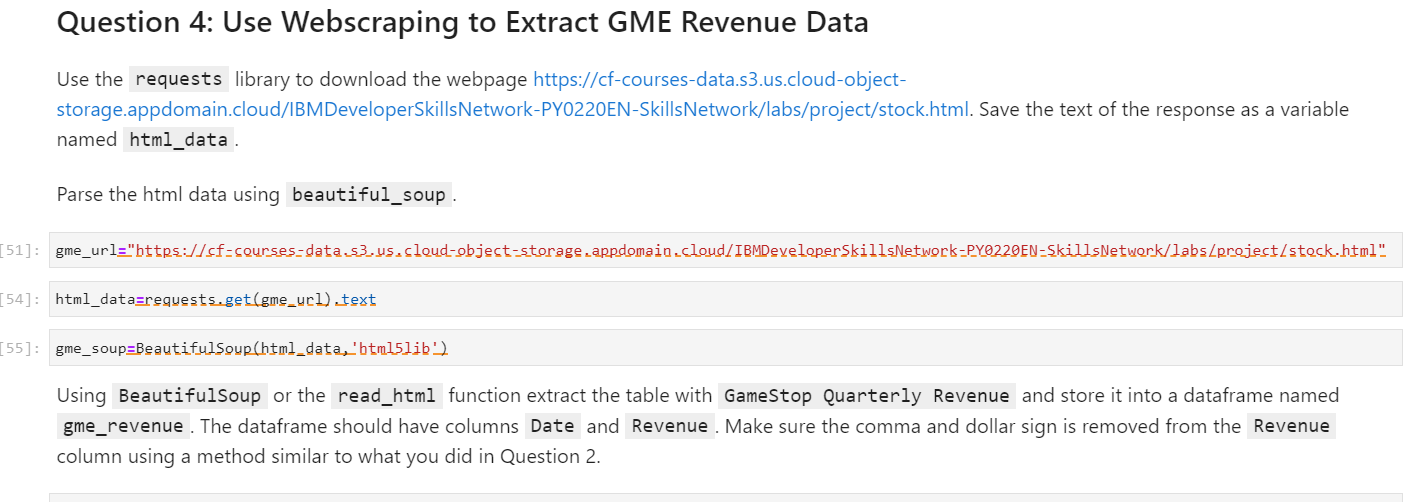 Question 4: Use Webscraping to Extract GME Revenue Data
Use the requests library to download the webpage https://cf-courses-data.s3.us.cloud-object-
storage.appdomain.cloud/IBMDeveloperSkillsNetwork-PY0220EN-SkillsNetwork/labs/project/stock.html. Save the text of the response as a variable
named html_data.
Parse the html data using beautiful_soup.
[51]: gme_url="https://cf-courses-data.s3.us.cloud-object-storage.appdomain.cloud/IBMDeveloperSkillsNetwork-PY0220EN-SkillsNetwork/labs/project/stock.html"
[54]: html_data=requests.get(gme_url).text
[55]: gme_soup=BeautifulSoup(html_data,'html5lib')
Using BeautifulSoup or the read_html function extract the table with GameStop Quarterly Revenue and store it into a dataframe named
gme_revenue. The dataframe should have columns Date and Revenue. Make sure the comma and dollar sign is removed from the Revenue
column using a method similar to what you did in Question 2.